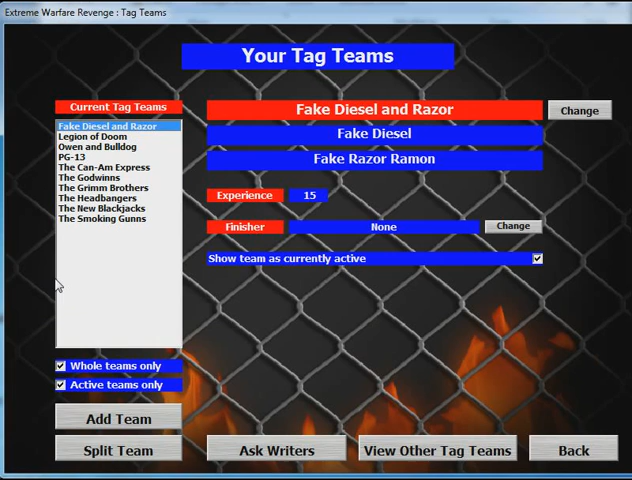 Extreme Warfare Revenge : Tag Teams
Your Tag Teams
Current Tag Teams
Fake Diesel and Razor
Legion of Doom
Owen and Bulldog
PG-13
The Can-Am Express
The Godwinns
The Grimm Brothers
The Headbangers
The New Blackjacks
The Smoking Gunns
Whole teams only
Active teams only
Add Team
Split Team
Fake Diesel and Razor
Change
Fake Diesel
Fake Razor Ramon
Experience 15
Finisher None Change
Show team as currently active
Ask Writers
View Other Tag Teams
Back